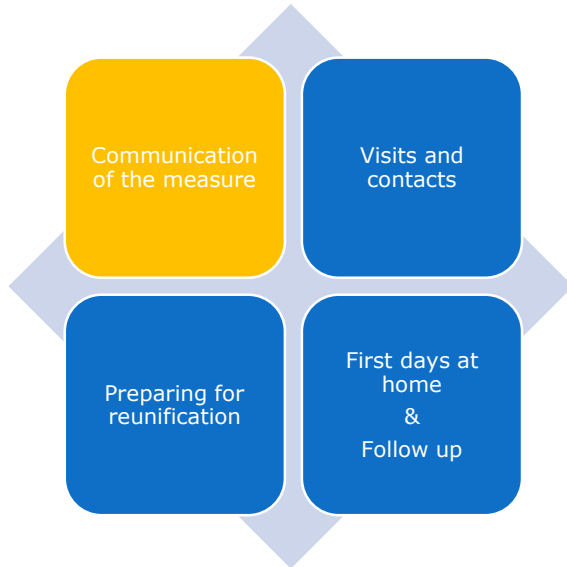 Communication
of the measure
Visits and
contacts
Preparing for
reunification
First days at
home
&
Follow up